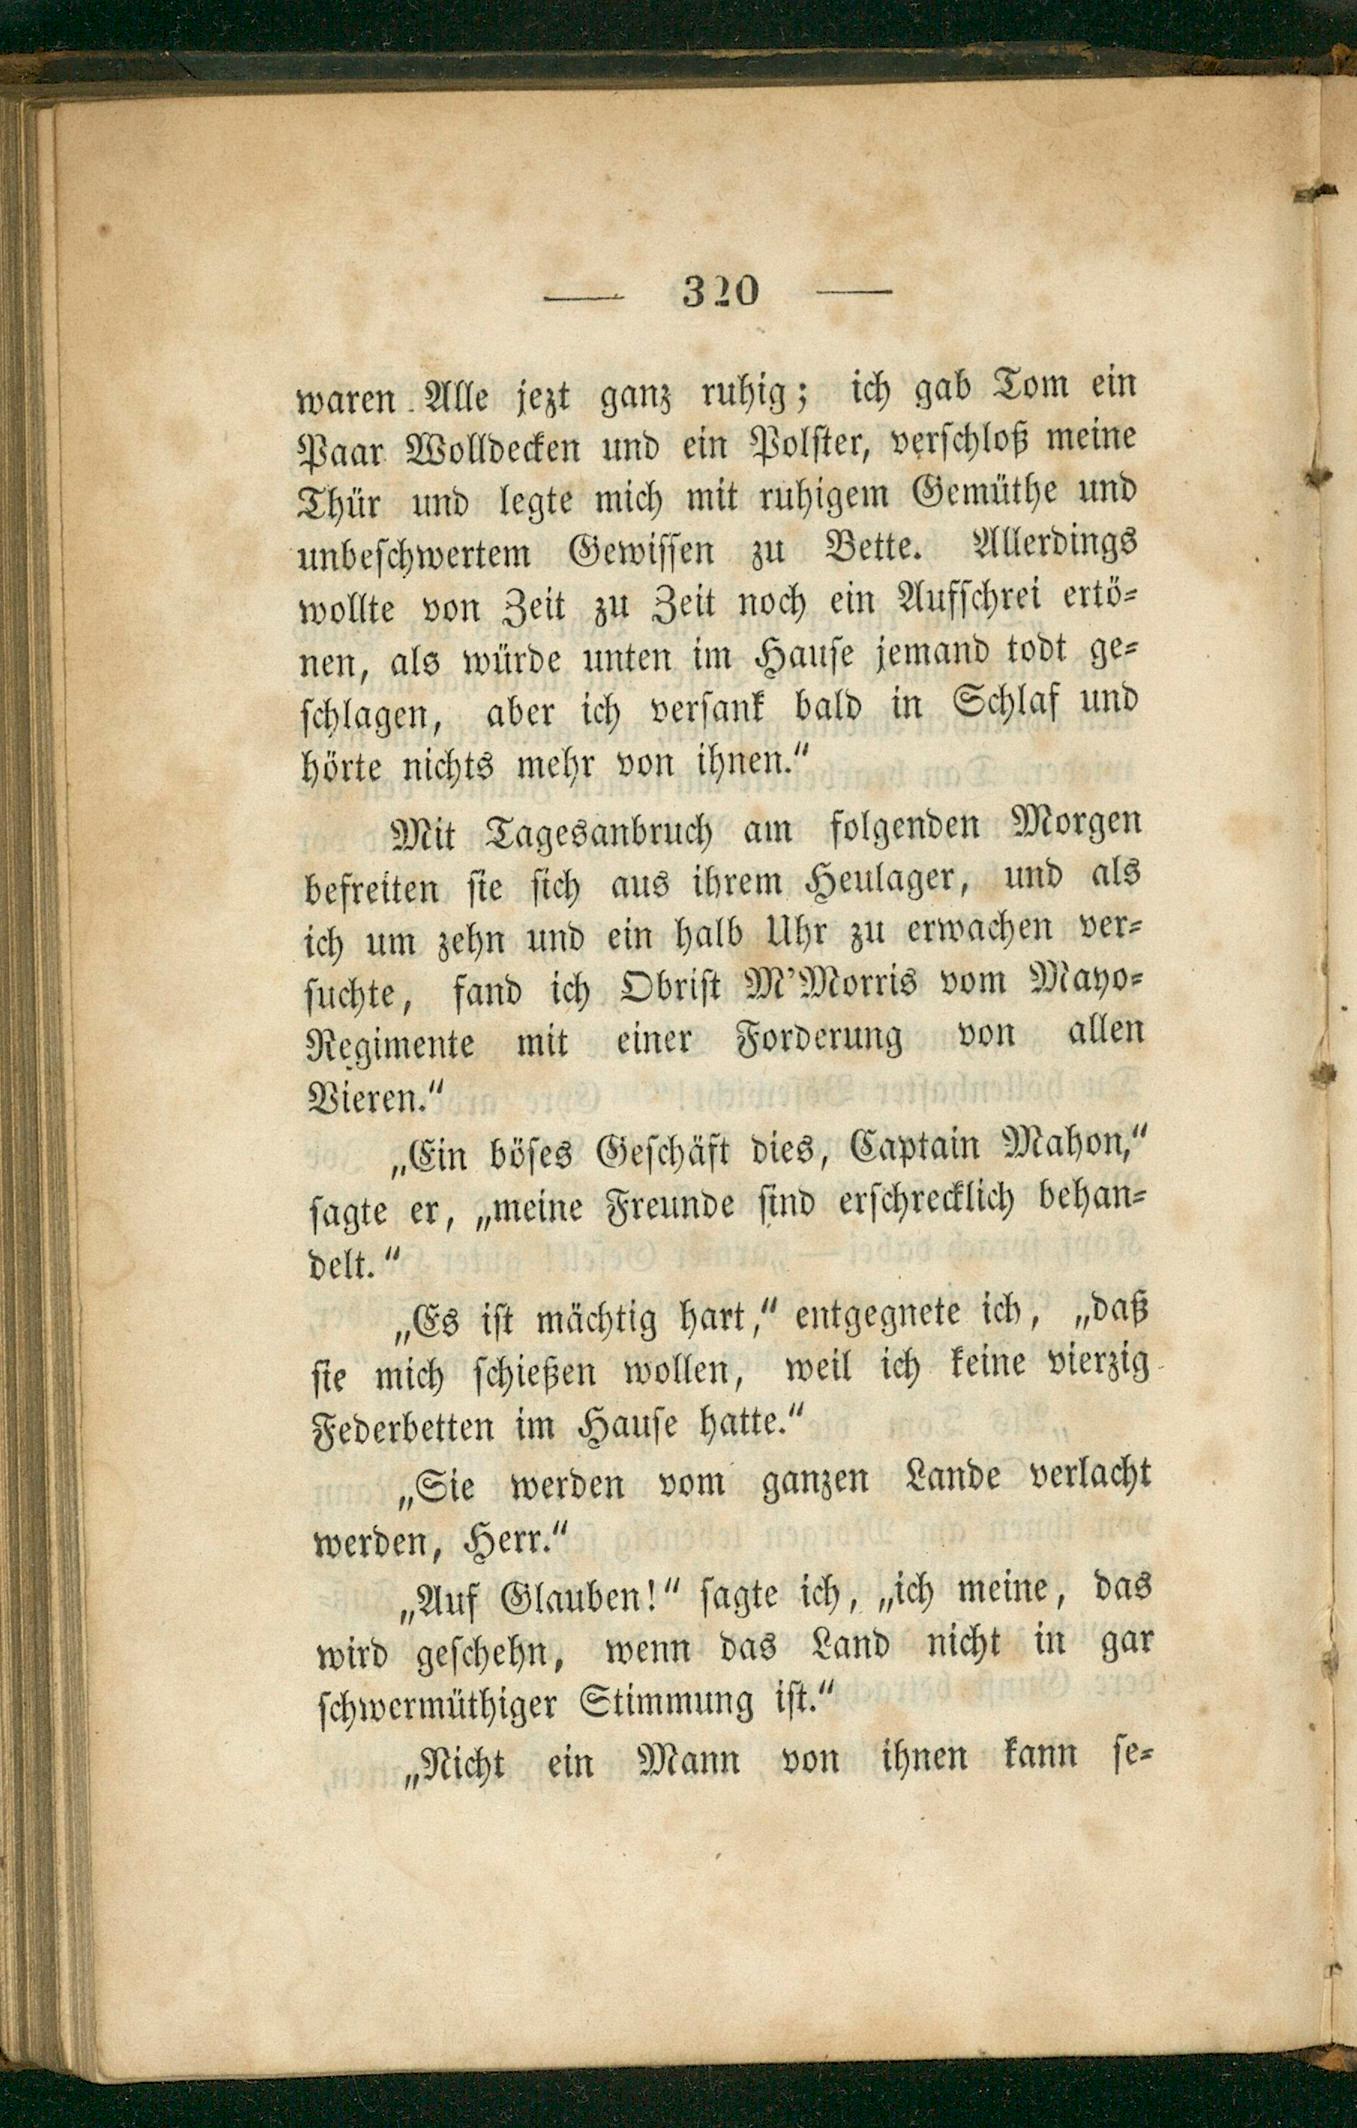 — 320 —
waren Alle jezt ganz ruhig; ich gab Tom ein
Paar Wolldecken und ein Polster, verschloß meine
Thür und legte mich mit ruhigem Gemüthe und
unbeschwertem Gewissen zu Bette. Allerdings
wollte von Zeit zu Zeit noch ein Aufschrei ertö-
nen, als würde unten im Hause jemand todt ge-
schlagen, aber ich versank bald in Schlaf und
hörte nichts mehr von ihnen.“
Mit Tagesanbruch am folgenden Morgen
befreiten sie sich aus ihrem Heulager, und als
ich um zehn und ein halb Uhr zu erwachen ver-
suchte, fand ich Obrist M’Morris vom Mayo-
Regimente mit einer Forderung von allen
Vieren.“
„Ein böses Geschäft dies, Captain Mahon,“
sagte er, „meine Freunde sind erschrecklich behan-
delt.“
„Es ist mächtig hart,“ entgegnete ich, „daß
sie mich schießen wollen, weil ich keine vierzig
Federbetten im Hause hatte.“
„Sie werden vom ganzen Lande verlacht
werden, Herr.“
„Auf Glauben!“ sagte ich, „ich meine, das
wird geschehn, wenn das Land nicht in gar
schwermüthiger Stimmung ist.“
„Nicht ein Mann von ihnen kann se-